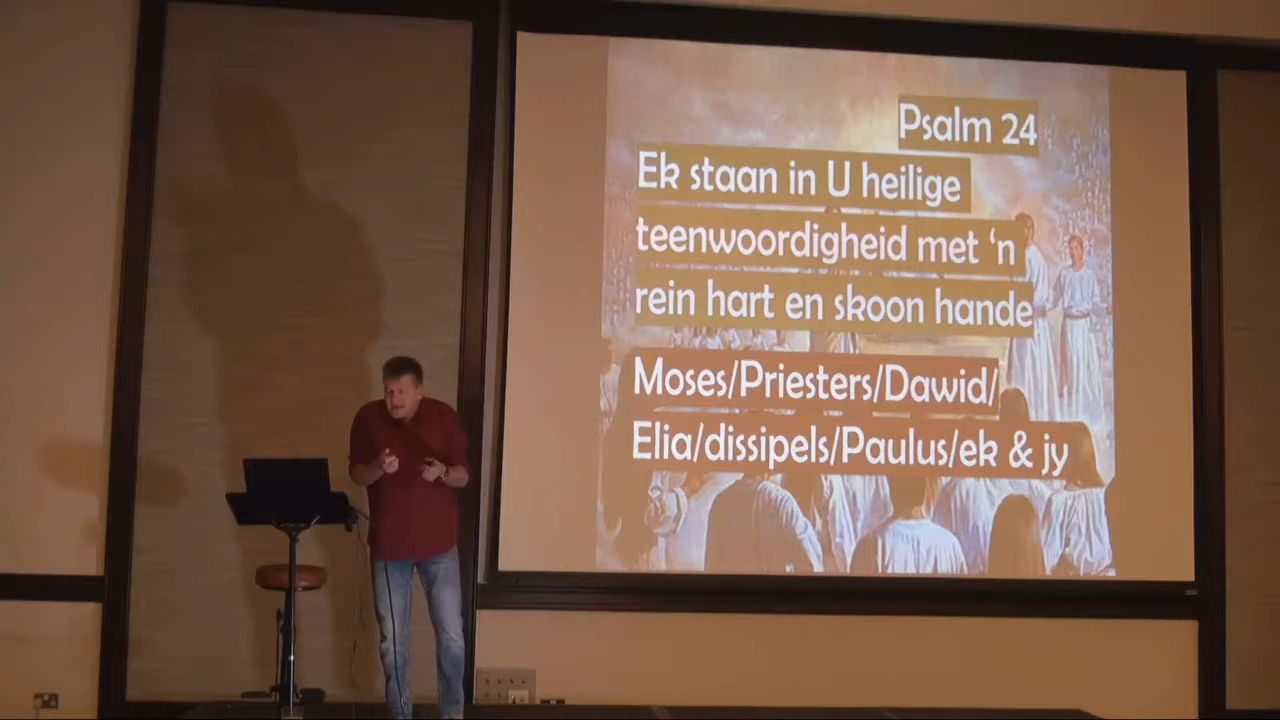 Psalm 24
Ek staan in U heilige
teenwoordigheid met ‘n
rein hart en skoon hande
Moses/Priesters/Dawid/
Elia/dissipels/Paulus/ek & jy